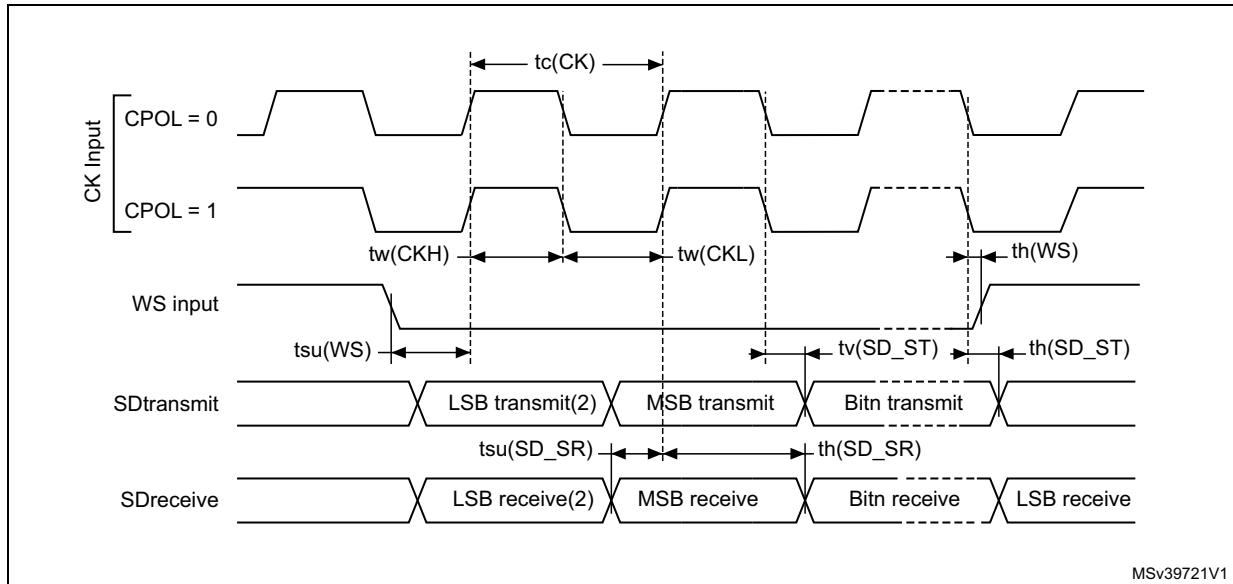 tc(CK)
CK Input
CPOL = 0
CPOL = 1
tw(CKH)
tw(CKL)
th(WS)
WS input
tsu(WS)
tv(SD_ST)
th(SD_ST)
SDtransmit
LSB transmit(2)
MSB transmit
Bitn transmit
tsu(SD_SR)
th(SD_SR)
SDreceive
LSB receive(2)
MSB receive
Bitn receive
LSB receive
MSv39721V1